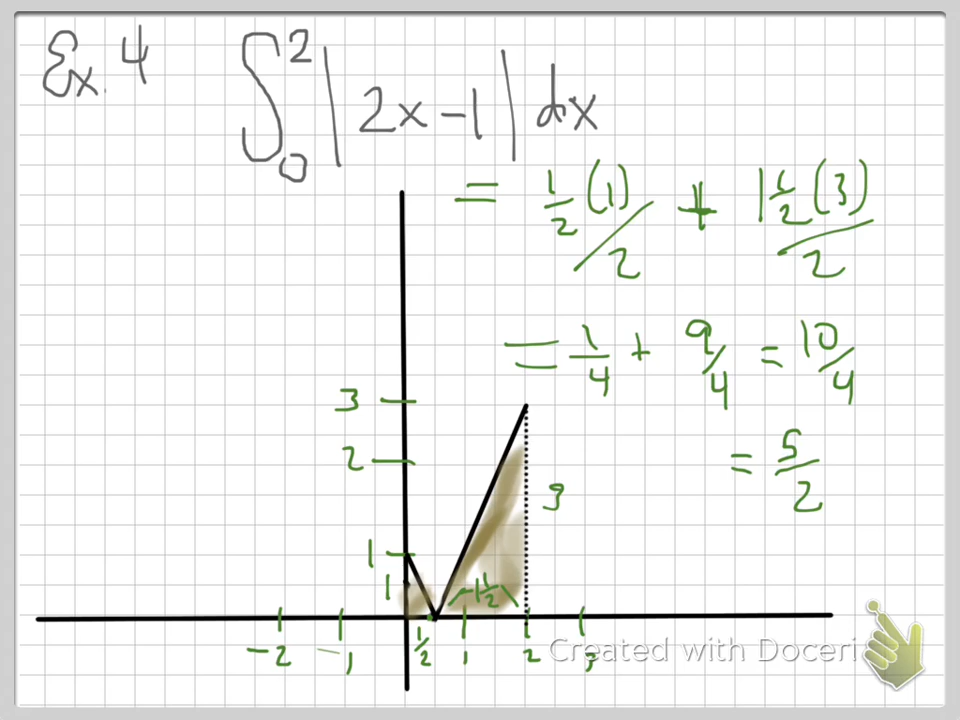 Ex. 4 ∫₀² |2x-1| dx
= ½(1)/2 + 1½(3)/2
= 1/4 + 9/4 = 10/4
= 5/2
3
2
3
1
1
1½
-2 -1 ½ 1 2 3
Created with Doceri